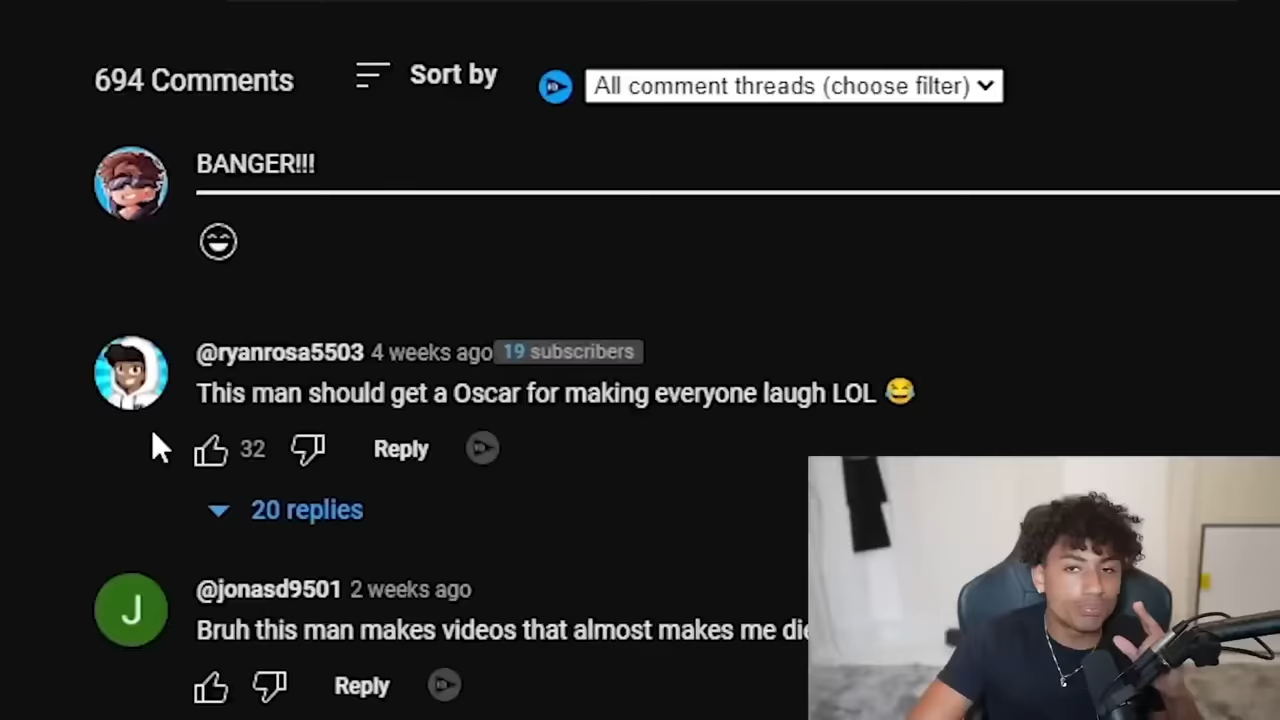 694 Comments
Sort by
All comment threads (choose filter)
BANGER!!!
@ryanrosa5503 4 weeks ago 19 subscribers
This man should get a Oscar for making everyone laugh LOL 😂
32
Reply
20 replies
J
@jonasd9501 2 weeks ago
Bruh this man makes videos that almost makes me
Reply